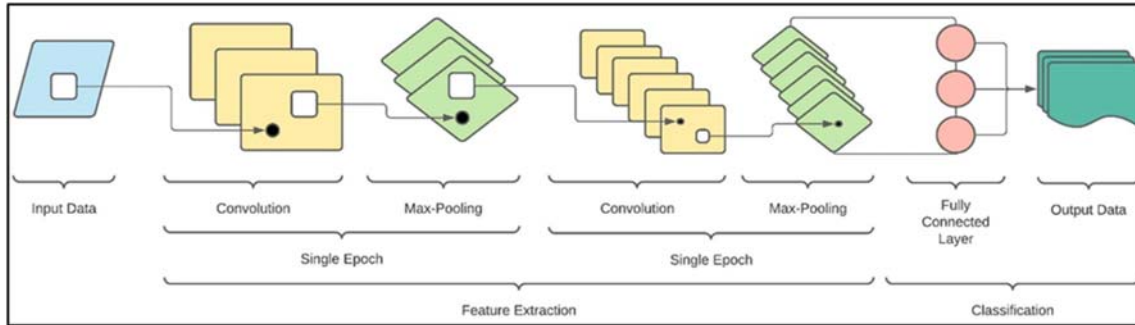 Input Data
Convolution
Max-Pooling
Convolution
Max-Pooling
Fully
Connected
Layer
Output Data
Single Epoch
Single Epoch
Feature Extraction
Classification